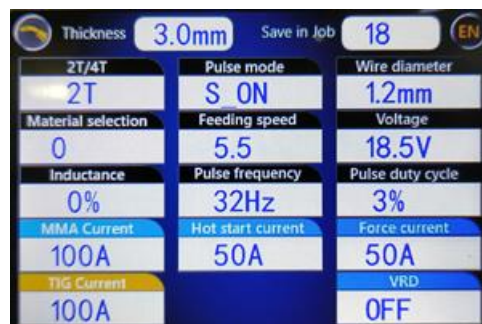 Thickness 3.0mm Save in Job 18 EN
2T/4T Pulse mode Wire diameter
2T S_ON 1.2mm
Material selection Feeding speed Voltage
0 5.5 18.5V
Inductance Pulse frequency Pulse duty cycle
0% 32Hz 3%
MMA Current Hot start current Force current
100A 50A 50A
TIG Current VRD
100A OFF